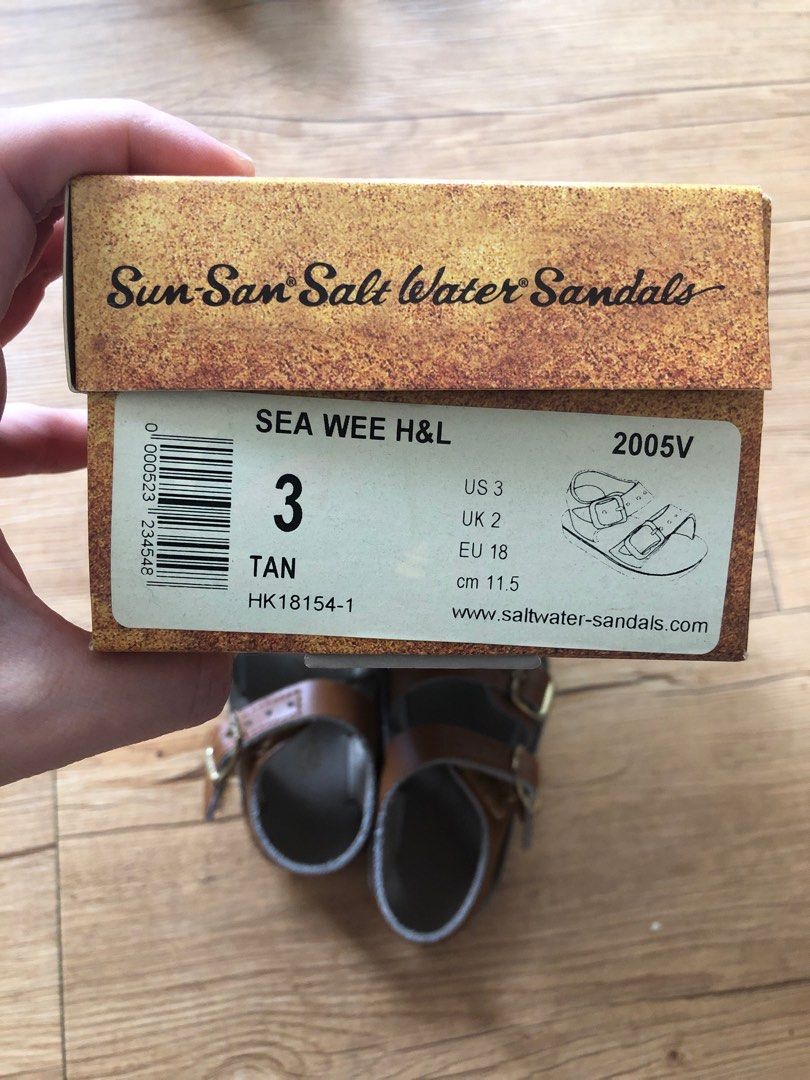 Sun-San® Salt Water® Sandals
SEA WEE H&L
2005V
3
TAN
HK18154-1
US 3
UK 2
EU 18
cm 11.5
www.saltwater-sandals.com
0 000523 234548